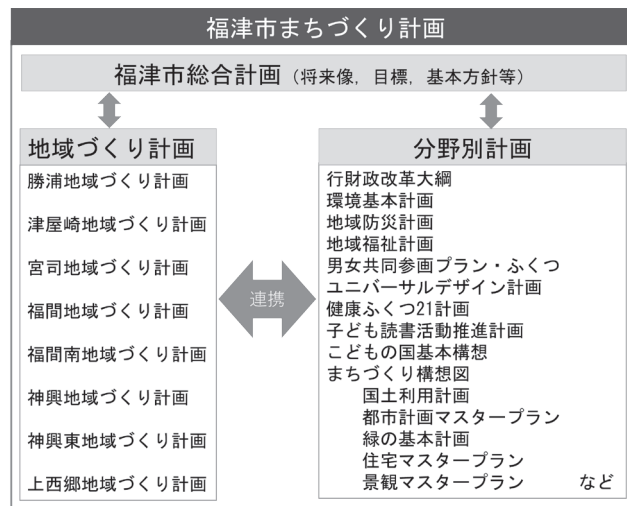 福津市まちづくり計画
福津市総合計画（将来像，目標，基本方針等）
地域づくり計画
勝浦地域づくり計画
津屋崎地域づくり計画
宮司地域づくり計画
福間地域づくり計画
福間南地域づくり計画
神興地域づくり計画
神興東地域づくり計画
上西郷地域づくり計画
連携
分野別計画
行財政改革大綱
環境基本計画
地域防災計画
地域福祉計画
男女共同参画プラン・ふくつ
ユニバーサルデザイン計画
健康ふくつ21計画
子ども読書活動推進計画
こどもの国基本構想
まちづくり構想図
国土利用計画
都市計画マスタープラン
緑の基本計画
住宅マスタープラン
景観マスタープラン　　など